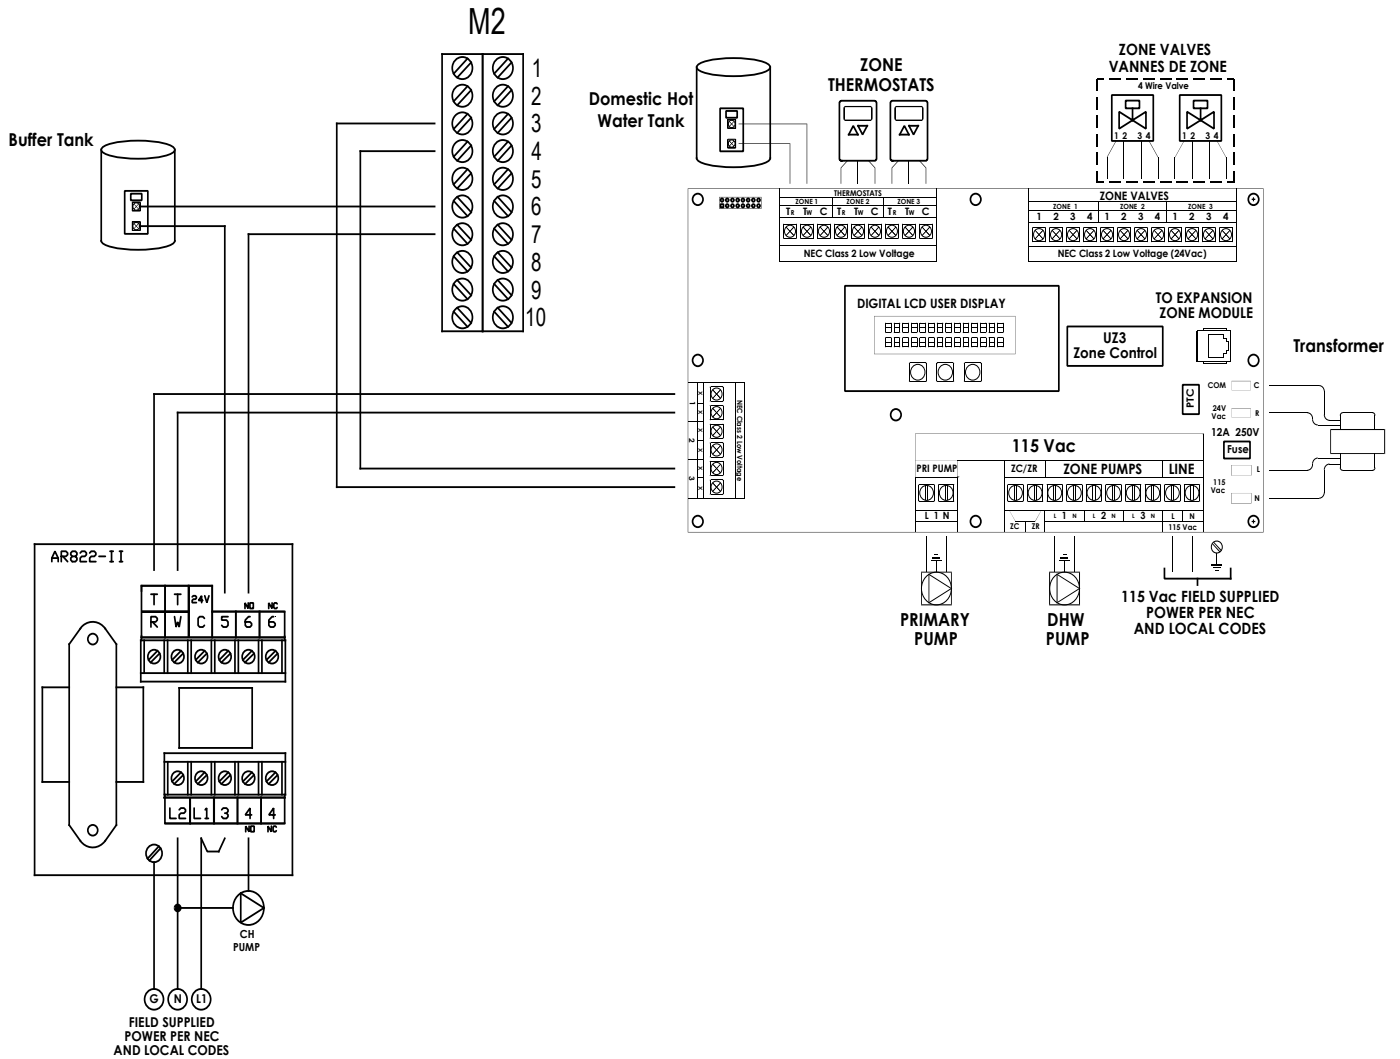 M2
1
2
3
4
5
6
7
8
9
10
Buffer Tank
Domestic Hot
Water Tank
ZONE
THERMOSTATS
ZONE VALVES
VANNES DE ZONE
4 Wire Valve
1 2 3 4
1 2 3 4
THERMOSTATS
ZONE 1 ZONE 2 ZONE 3
TR TW C TR TW C TR TW C
NEC Class 2 Low Voltage
ZONE VALVES
ZONE 1 ZONE 2 ZONE 3
1 2 3 4 1 2 3 4 1 2 3 4
NEC Class 2 Low Voltage (24Vac)
DIGITAL LCD USER DISPLAY
UZ3
Zone Control
TO EXPANSION
ZONE MODULE
Transformer
PTC
COM C
24V
Vac R
12A 250V
Fuse
L
115
Vac
N
1 X X
2 X X
3 X X
NEC Class 2 Low Voltage
115 Vac
PRI PUMP ZC/ZR ZONE PUMPS LINE
L 1 N
ZC ZR
L 1 N L 2 N L 3 N
L N
115 Vac
PRIMARY
PUMP
DHW
PUMP
115 Vac FIELD SUPPLIED
POWER PER NEC
AND LOCAL CODES
AR822-II
T T 24V
NO NC
R W C 5 6 6
L2 L1 3 4 4
NO NC
CH
PUMP
G N L1
FIELD SUPPLIED
POWER PER NEC
AND LOCAL CODES